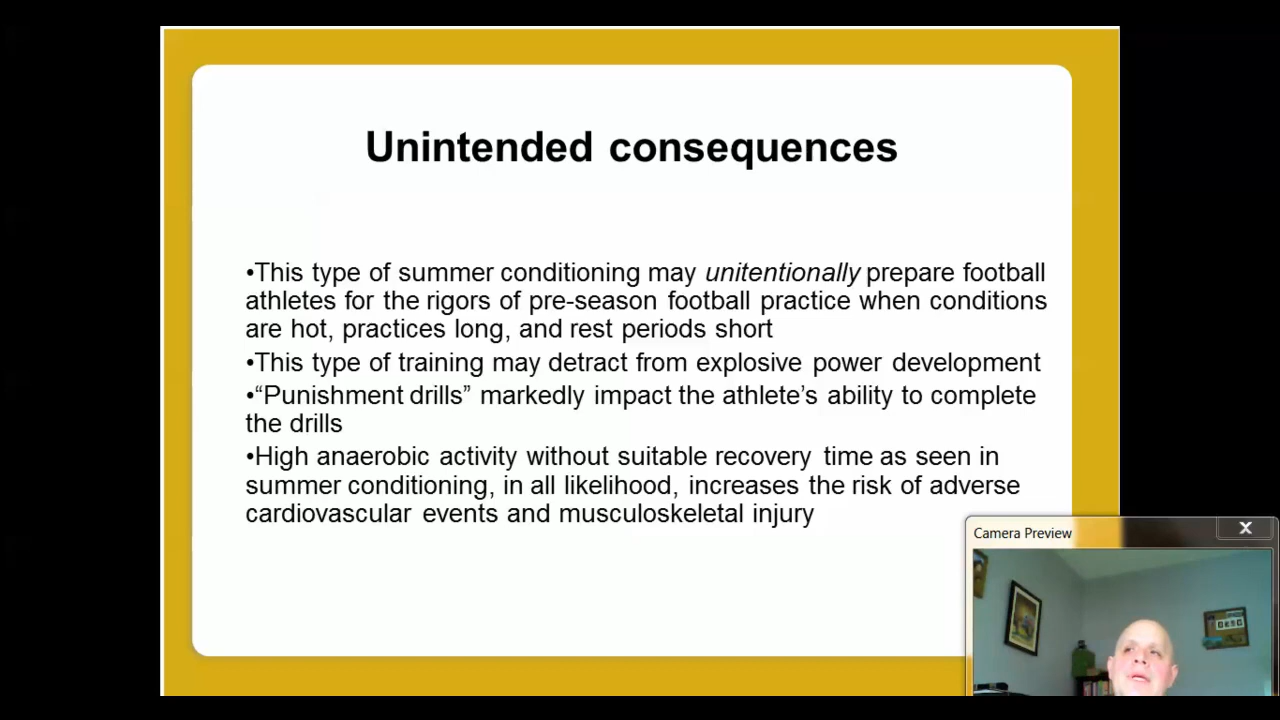 Unintended consequences
•This type of summer conditioning may unitentionally prepare football
athletes for the rigors of pre-season football practice when conditions
are hot, practices long, and rest periods short
•This type of training may detract from explosive power development
•“Punishment drills” markedly impact the athlete’s ability to complete
the drills
•High anaerobic activity without suitable recovery time as seen in
summer conditioning, in all likelihood, increases the risk of adverse
cardiovascular events and musculoskeletal injury
Camera Preview